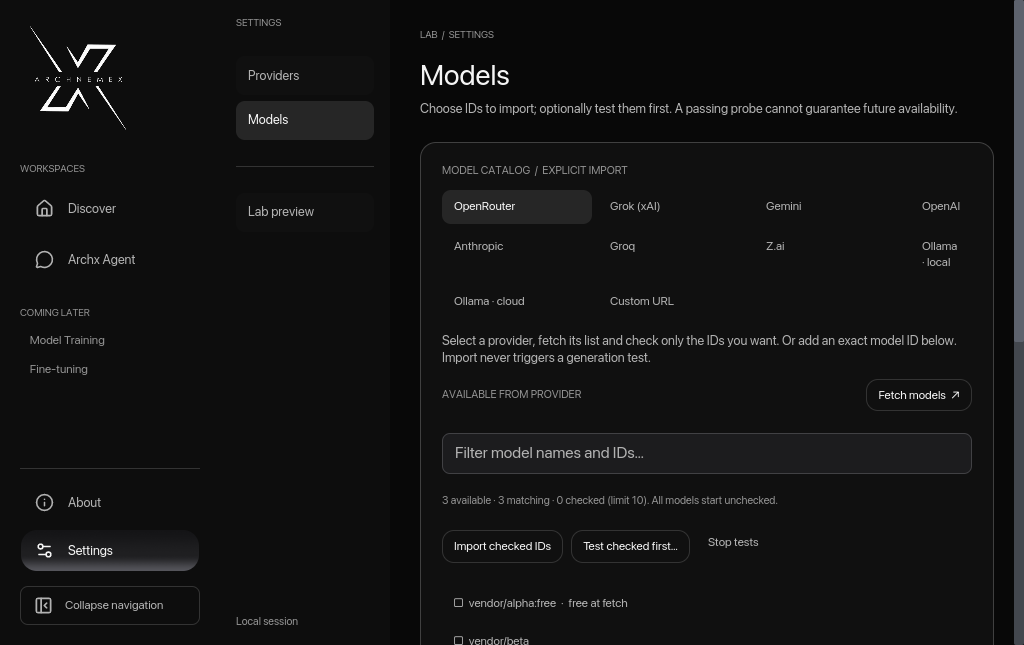 ARCHNEMEX
WORKSPACES
Discover
Archx Agent
COMING LATER
Model Training
Fine-tuning
About
Settings
Collapse navigation
SETTINGS
Providers
Models
Lab preview
Local session
LAB / SETTINGS
Models
Choose IDs to import; optionally test them first. A passing probe cannot guarantee future availability.
MODEL CATALOG / EXPLICIT IMPORT
OpenRouter
Grok (xAI)
Gemini
OpenAI
Anthropic
Groq
Z.ai
Ollama
· local
Ollama · cloud
Custom URL
Select a provider, fetch its list and check only the IDs you want. Or add an exact model ID below.
Import never triggers a generation test.
AVAILABLE FROM PROVIDER
Fetch models ↗
Filter model names and IDs...
3 available · 3 matching · 0 checked (limit 10). All models start unchecked.
Import checked IDs
Test checked first...
Stop tests
vendor/alpha:free · free at fetch
vendor/beta